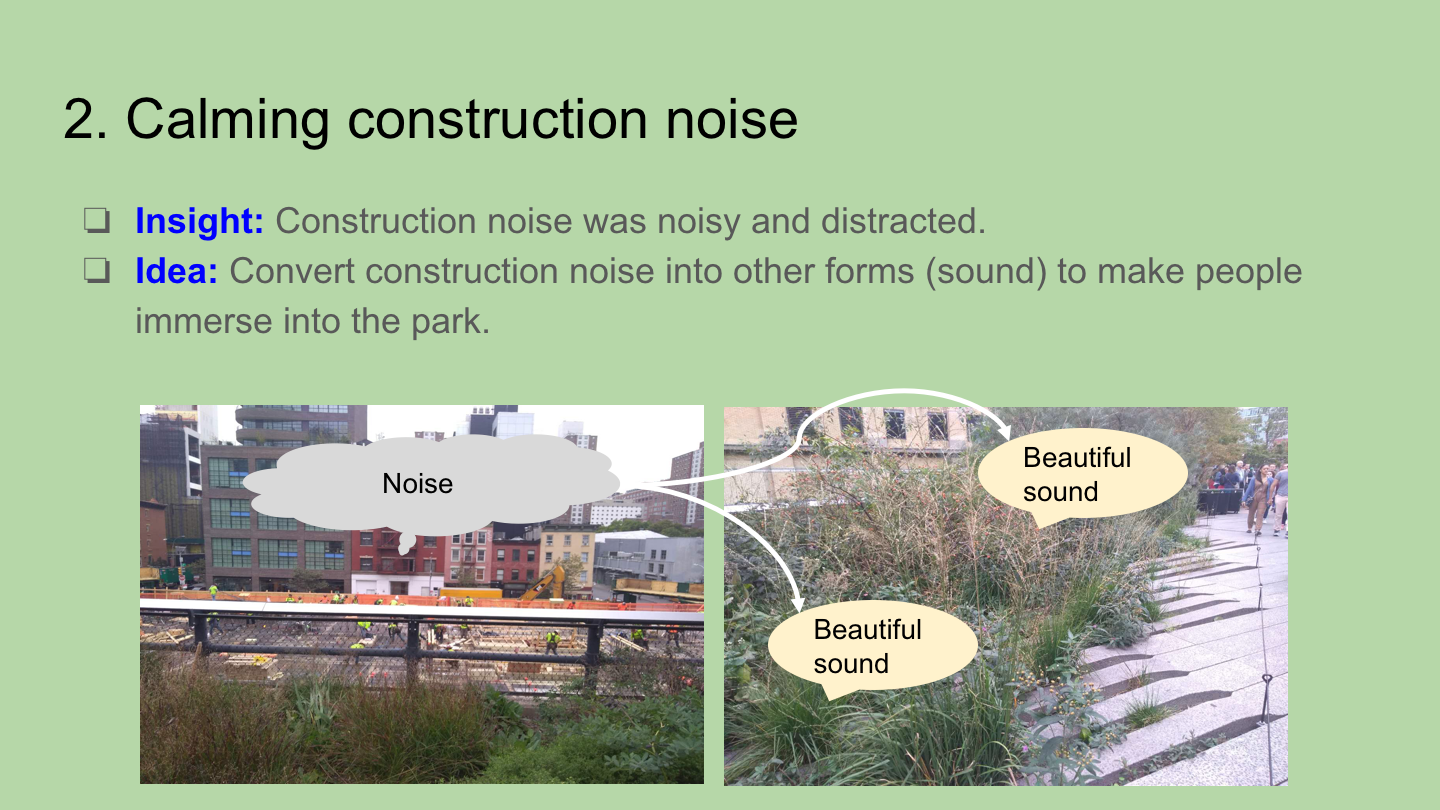 2. Calming construction noise
❏ Insight: Construction noise was noisy and distracted.
❏ Idea: Convert construction noise into other forms (sound) to make people
immerse into the park.
Noise
Beautiful
sound
Beautiful
sound